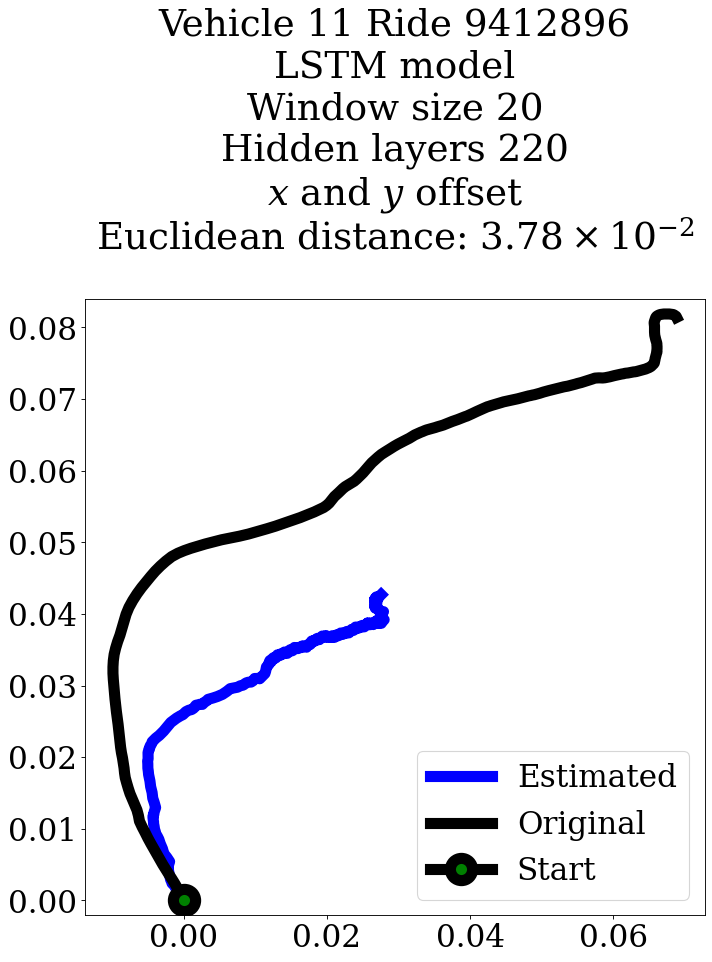 Vehicle 11 Ride 9412896
LSTM model
Window size 20
Hidden layers 220
x and y offset
Euclidean distance: 3.78 × 10⁻²
0.08
0.07
0.06
0.05
0.04
0.03
0.02
0.01
0.00
Estimated
Original
Start
0.00 0.02 0.04 0.06